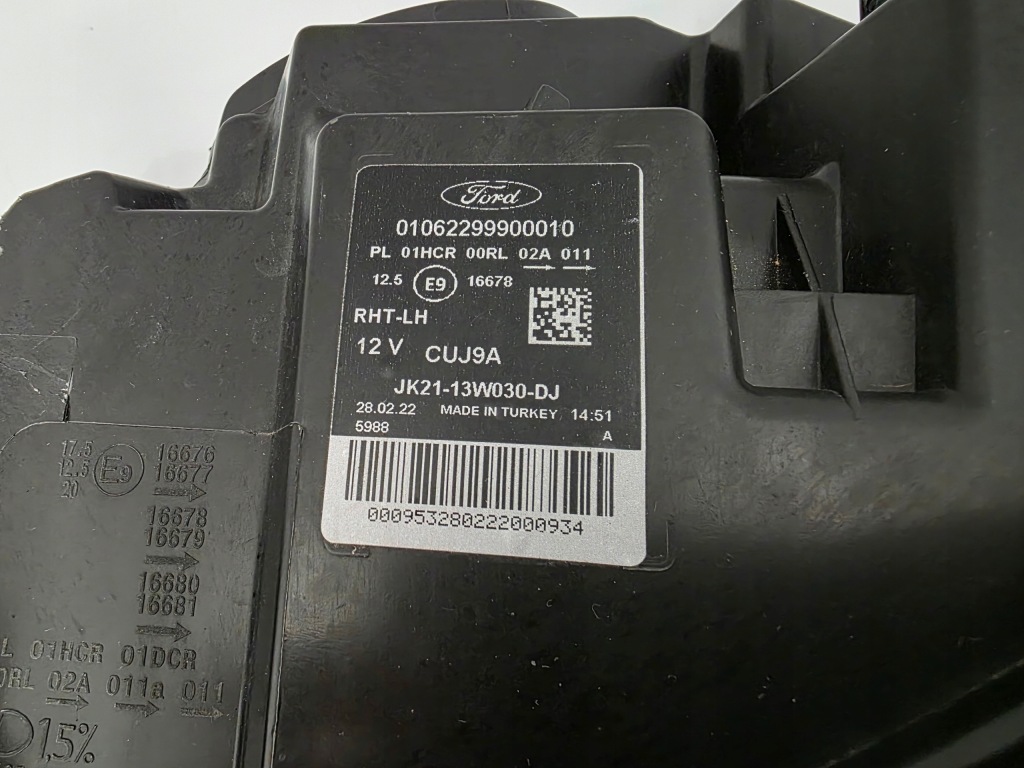 Ford
01062299900010
PL 01HCR 00RL 02A 011
12.5 E9 16678
RHT-LH
12 V CUJ9A
JK21-13W030-DJ
28.02.22 MADE IN TURKEY 14:51
5988 A
000953280222000934
17.5 16676
12.5 E9 16677
20
16678
16679
16680
16681
L 01HCR 01DCR
0RL 02A 011a 011
1,5%